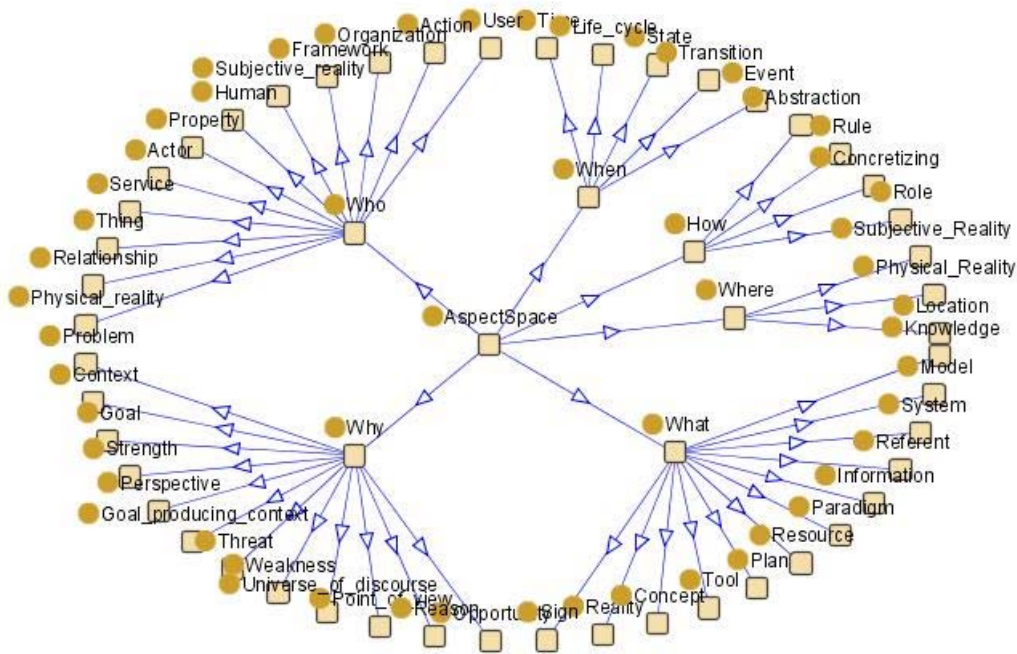 User
Time
Action
Life_cycle
Organization
State
Framework
Transition
Subjective_reality
Event
Human
Abstraction
Property
Rule
Actor
Concretizing
Service
When
Role
Who
Thing
How
Subjective_Reality
Relationship
Physical_Reality
Where
Physical_reality
Location
AspectSpace
Knowledge
Problem
Model
Context
System
Goal
Why
What
Referent
Strength
Information
Perspective
Paradigm
Goal_producing_context
Resource
Threat
Plan
Weakness
Tool
Universe_of_discourse
Concept
Point_of_view
Reality
Reason
Opportunity
Sign